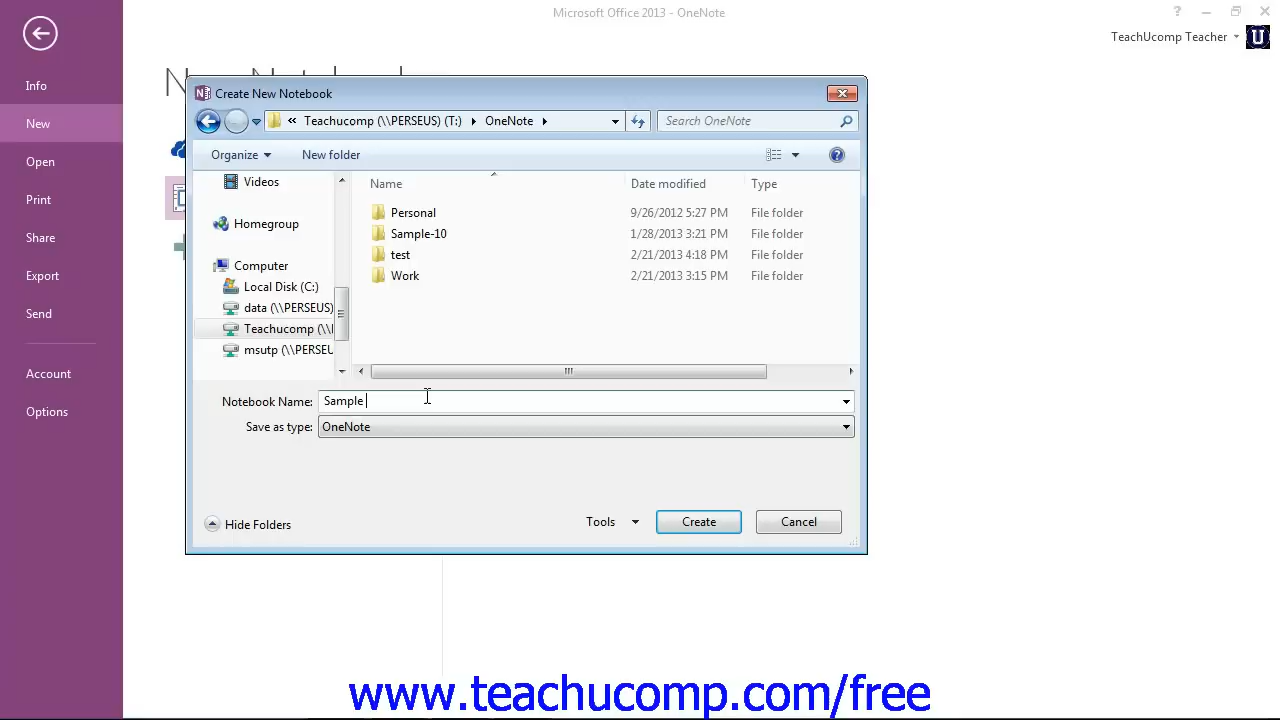 Microsoft Office 2013 - OneNote
TeachUcomp Teacher
U
Info
New
Open
Print
Share
Export
Send
Account
Options
Create New Notebook
« Teachucomp (\\PERSEUS) (T:) OneNote
Search OneNote
Organize
New folder
Videos
Homegroup
Computer
Local Disk (C:)
data (\\PERSEUS)
Teachucomp (\\
msutp (\\PERSEU
Name Date modified Type
Personal 9/26/2012 5:27 PM File folder
Sample-10 1/28/2013 3:21 PM File folder
test 2/21/2013 4:18 PM File folder
Work 2/21/2013 3:15 PM File folder
Notebook Name: Sample
Save as type: OneNote
Hide Folders
Tools
Create
Cancel
www.teachucomp.com/free